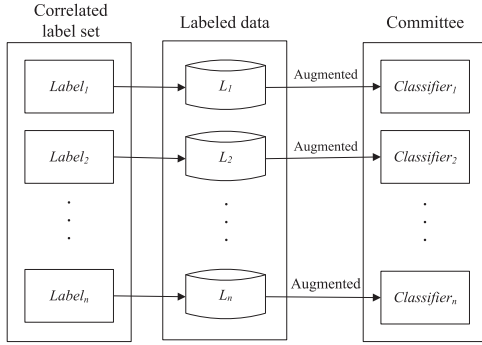 Correlated
label set
Labeled data
Committee
Label₁
L₁
Augmented
Classifier₁
Label₂
L₂
Augmented
Classifier₂
Labelₙ
Lₙ
Augmented
Classifierₙ